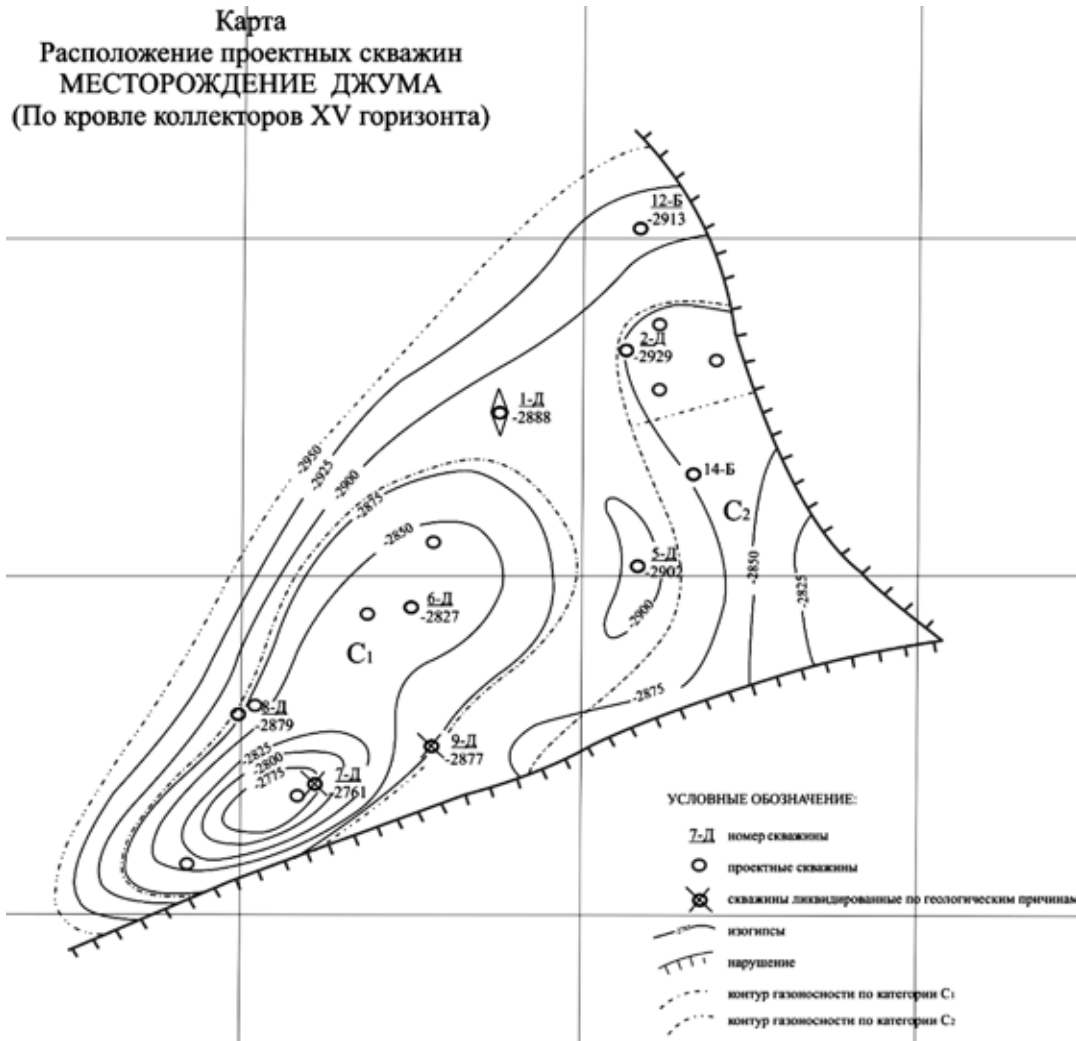 Карта
Расположение проектных скважин
МЕСТОРОЖДЕНИЕ ДЖУМА
(По кровле коллекторов XV горизонта)
12-Б
-2913
2-Д
-2929
1-Д
-2888
-2950
-2925
-2900
-2875
14-Б
C₂
-2850
-2850
-2825
5-Д
-2902
-2900
6-Д
-2827
C₁
-2875
8-Д
-2879
9-Д
-2877
-2825
-2800
-2775
7-Д
-2761
УСЛОВНЫЕ ОБОЗНАЧЕНИЕ:
7-Д номер скважины
проектные скважины
скважины ликвидированные по геологическим причинам
изогипсы
нарушение
контур газоносности по категории C₁
контур газоносности по категории C₂